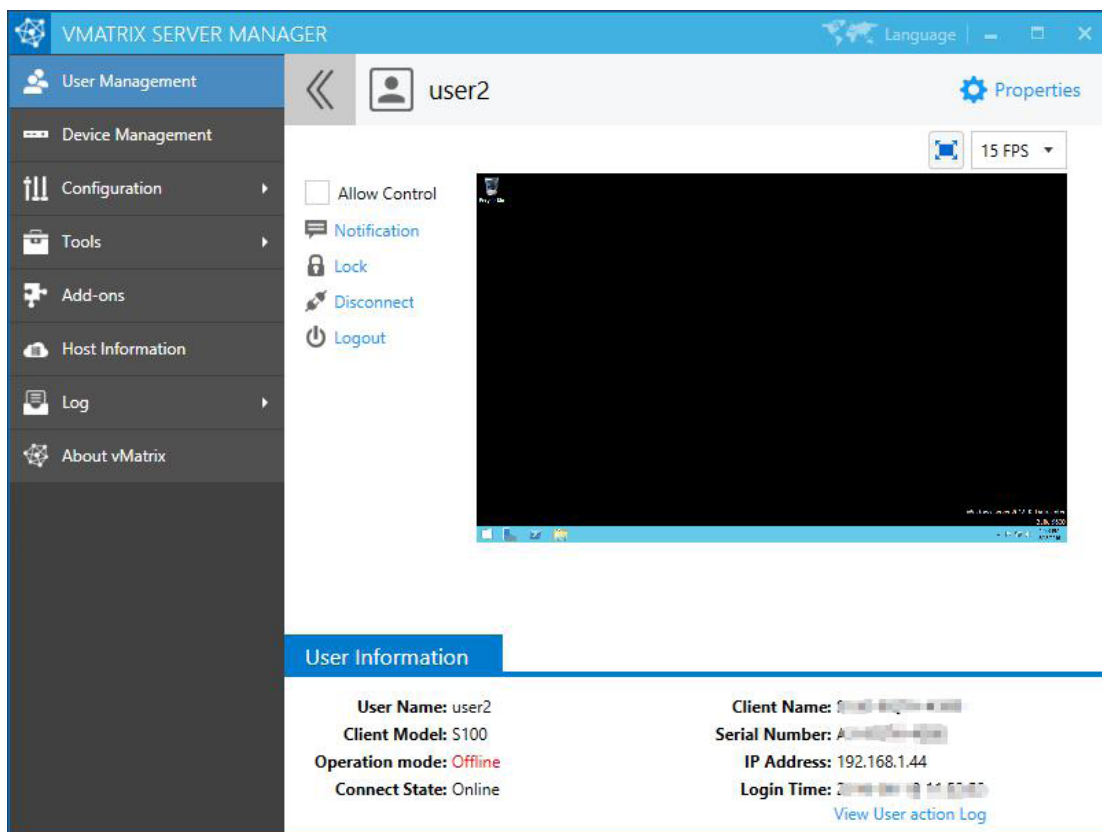 VMATRIX SERVER MANAGER
Language
User Management
Device Management
Configuration
Tools
Add-ons
Host Information
Log
About vMatrix
user2
Properties
15 FPS
Allow Control
Notification
Lock
Disconnect
Logout
User Information
User Name: user2
Client Model: S100
Operation mode: Offline
Connect State: Online
Client Name:
Serial Number:
IP Address: 192.168.1.44
Login Time:
View User action Log